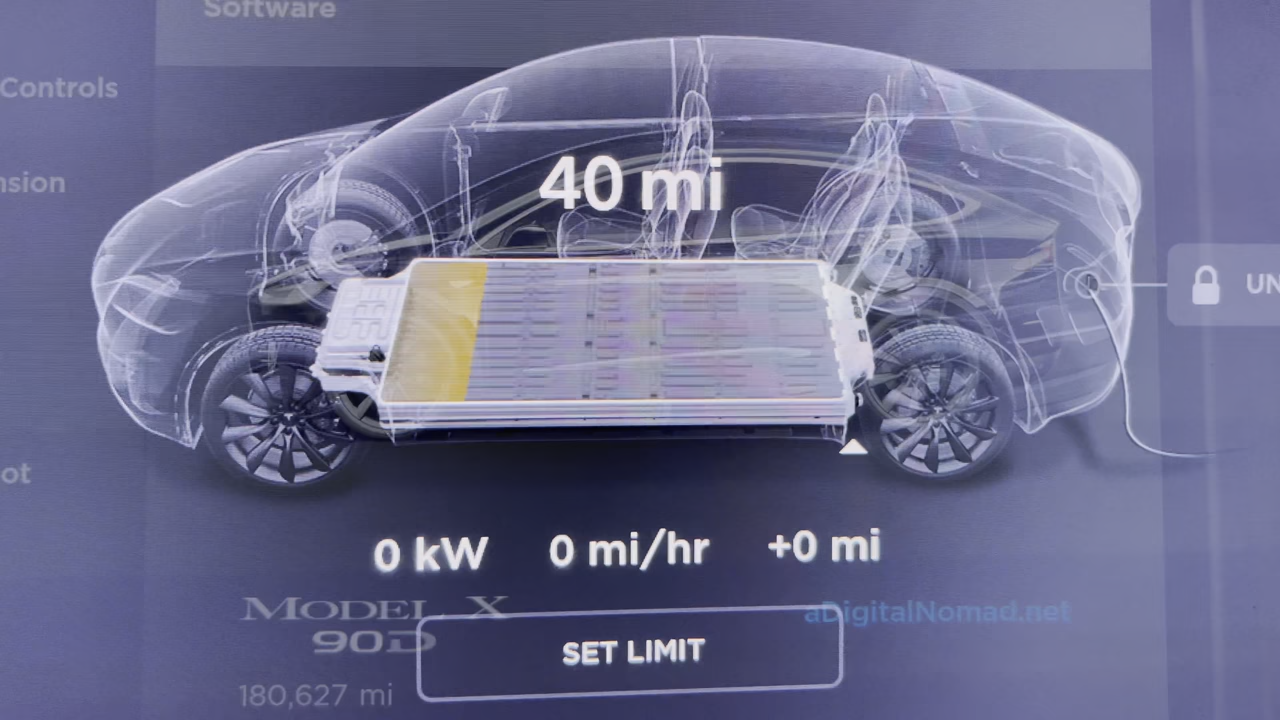 Software
Controls
nsion
40 mi
UN
ot
0 kW 0 mi/hr +0 mi
MODEL X
90D
aDigitalNomad.net
SET LIMIT
180,627 mi